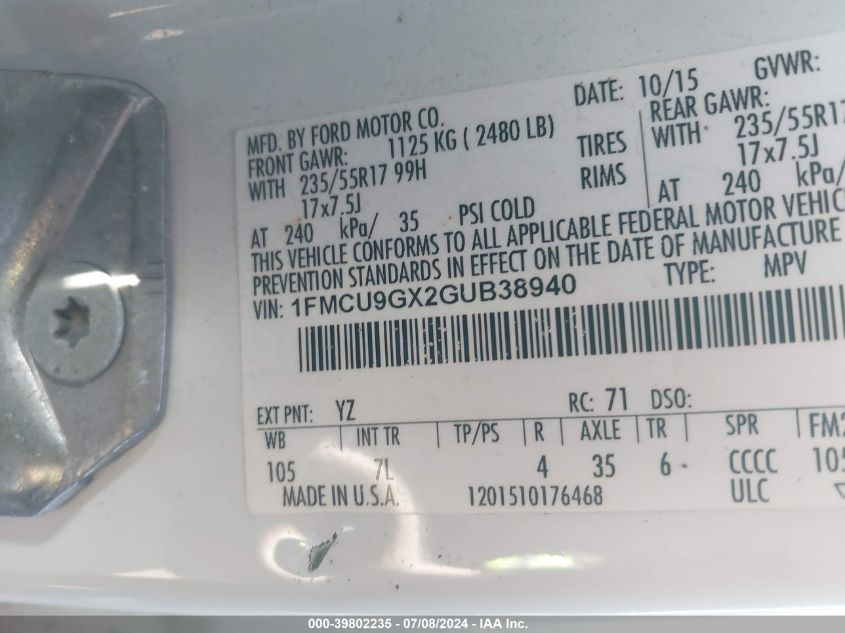 DATE: 10/15 GVWR:
MFD. BY FORD MOTOR CO.
FRONT GAWR: 1125 KG ( 2480 LB) REAR GAWR:
WITH 235/55R17 99H TIRES WITH 235/55R17
17x7.5J RIMS 17x7.5J
AT 240 kPa/ 35 PSI COLD AT 240 kPa/
THIS VEHICLE CONFORMS TO ALL APPLICABLE FEDERAL MOTOR VEHIC
PREVENTION STANDARDS IN EFFECT ON THE DATE OF MANUFACTURE
VIN: 1FMCU9GX2GUB38940 TYPE: MPV
EXT PNT: YZ RC: 71 DSO:
WB INT TR TP/PS R AXLE TR SPR FM2
105 7L 4 35 6 CCCC 105
MADE IN U.S.A. 1201510176468 ULC
000-39802235 - 07/08/2024 - IAA Inc.